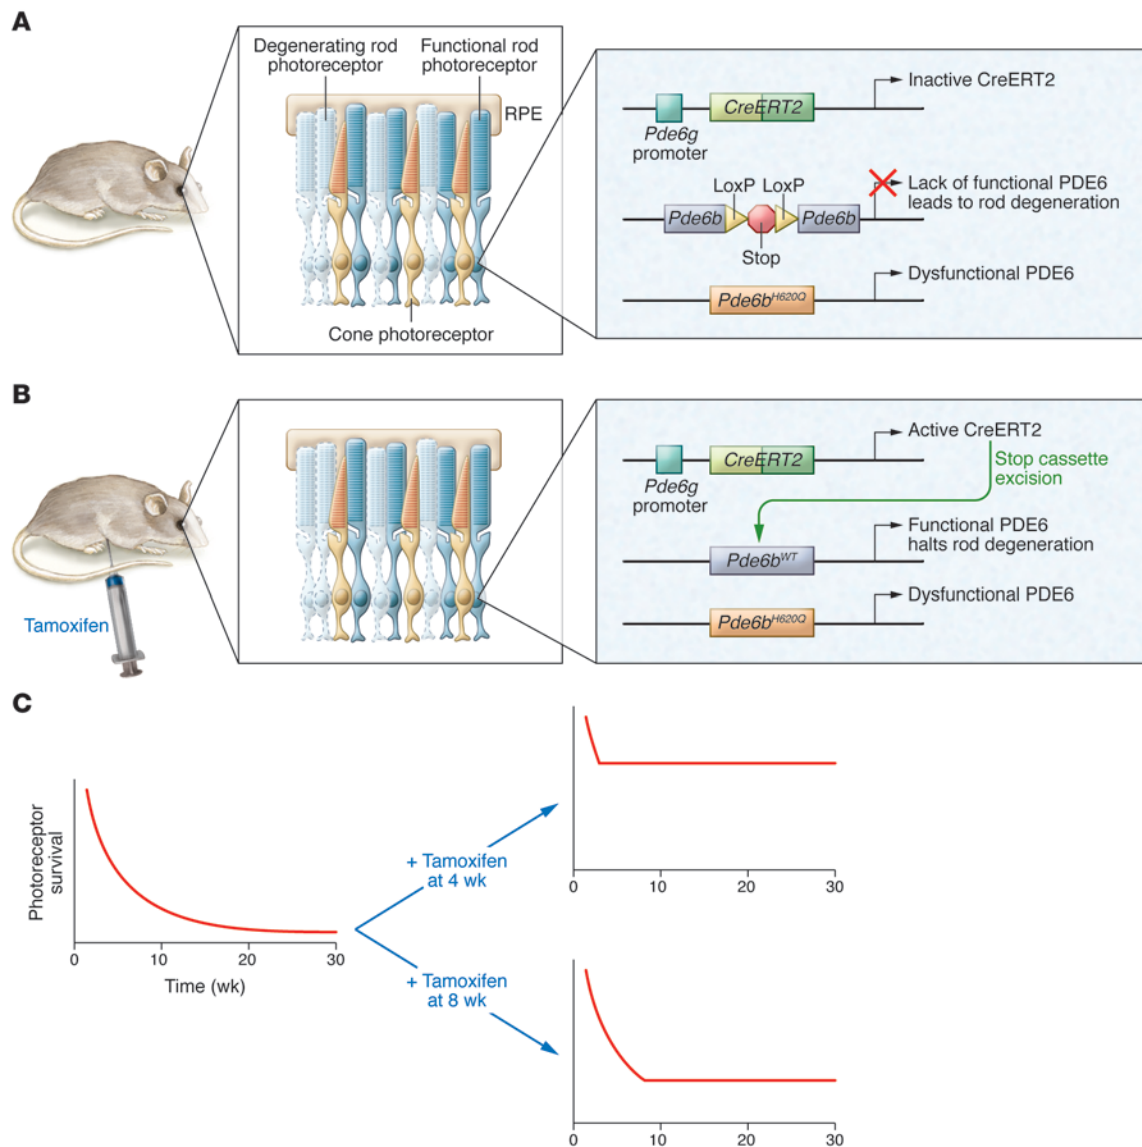 A
Degenerating rod
photoreceptor
Functional rod
photoreceptor
RPE
Cone photoreceptor
CreERT2
Inactive CreERT2
Pde6g
promoter
LoxP LoxP
Pde6b
Pde6b
Stop
Lack of functional PDE6
leads to rod degeneration
Pde6bH620Q
Dysfunctional PDE6
B
Tamoxifen
CreERT2
Active CreERT2
Pde6g
promoter
Stop cassette
excision
Pde6bWT
Functional PDE6
halts rod degeneration
Pde6bH620Q
Dysfunctional PDE6
C
Photoreceptor
survival
0 10 20 30
Time (wk)
+ Tamoxifen
at 4 wk
0 10 20 30
+ Tamoxifen
at 8 wk
0 10 20 30